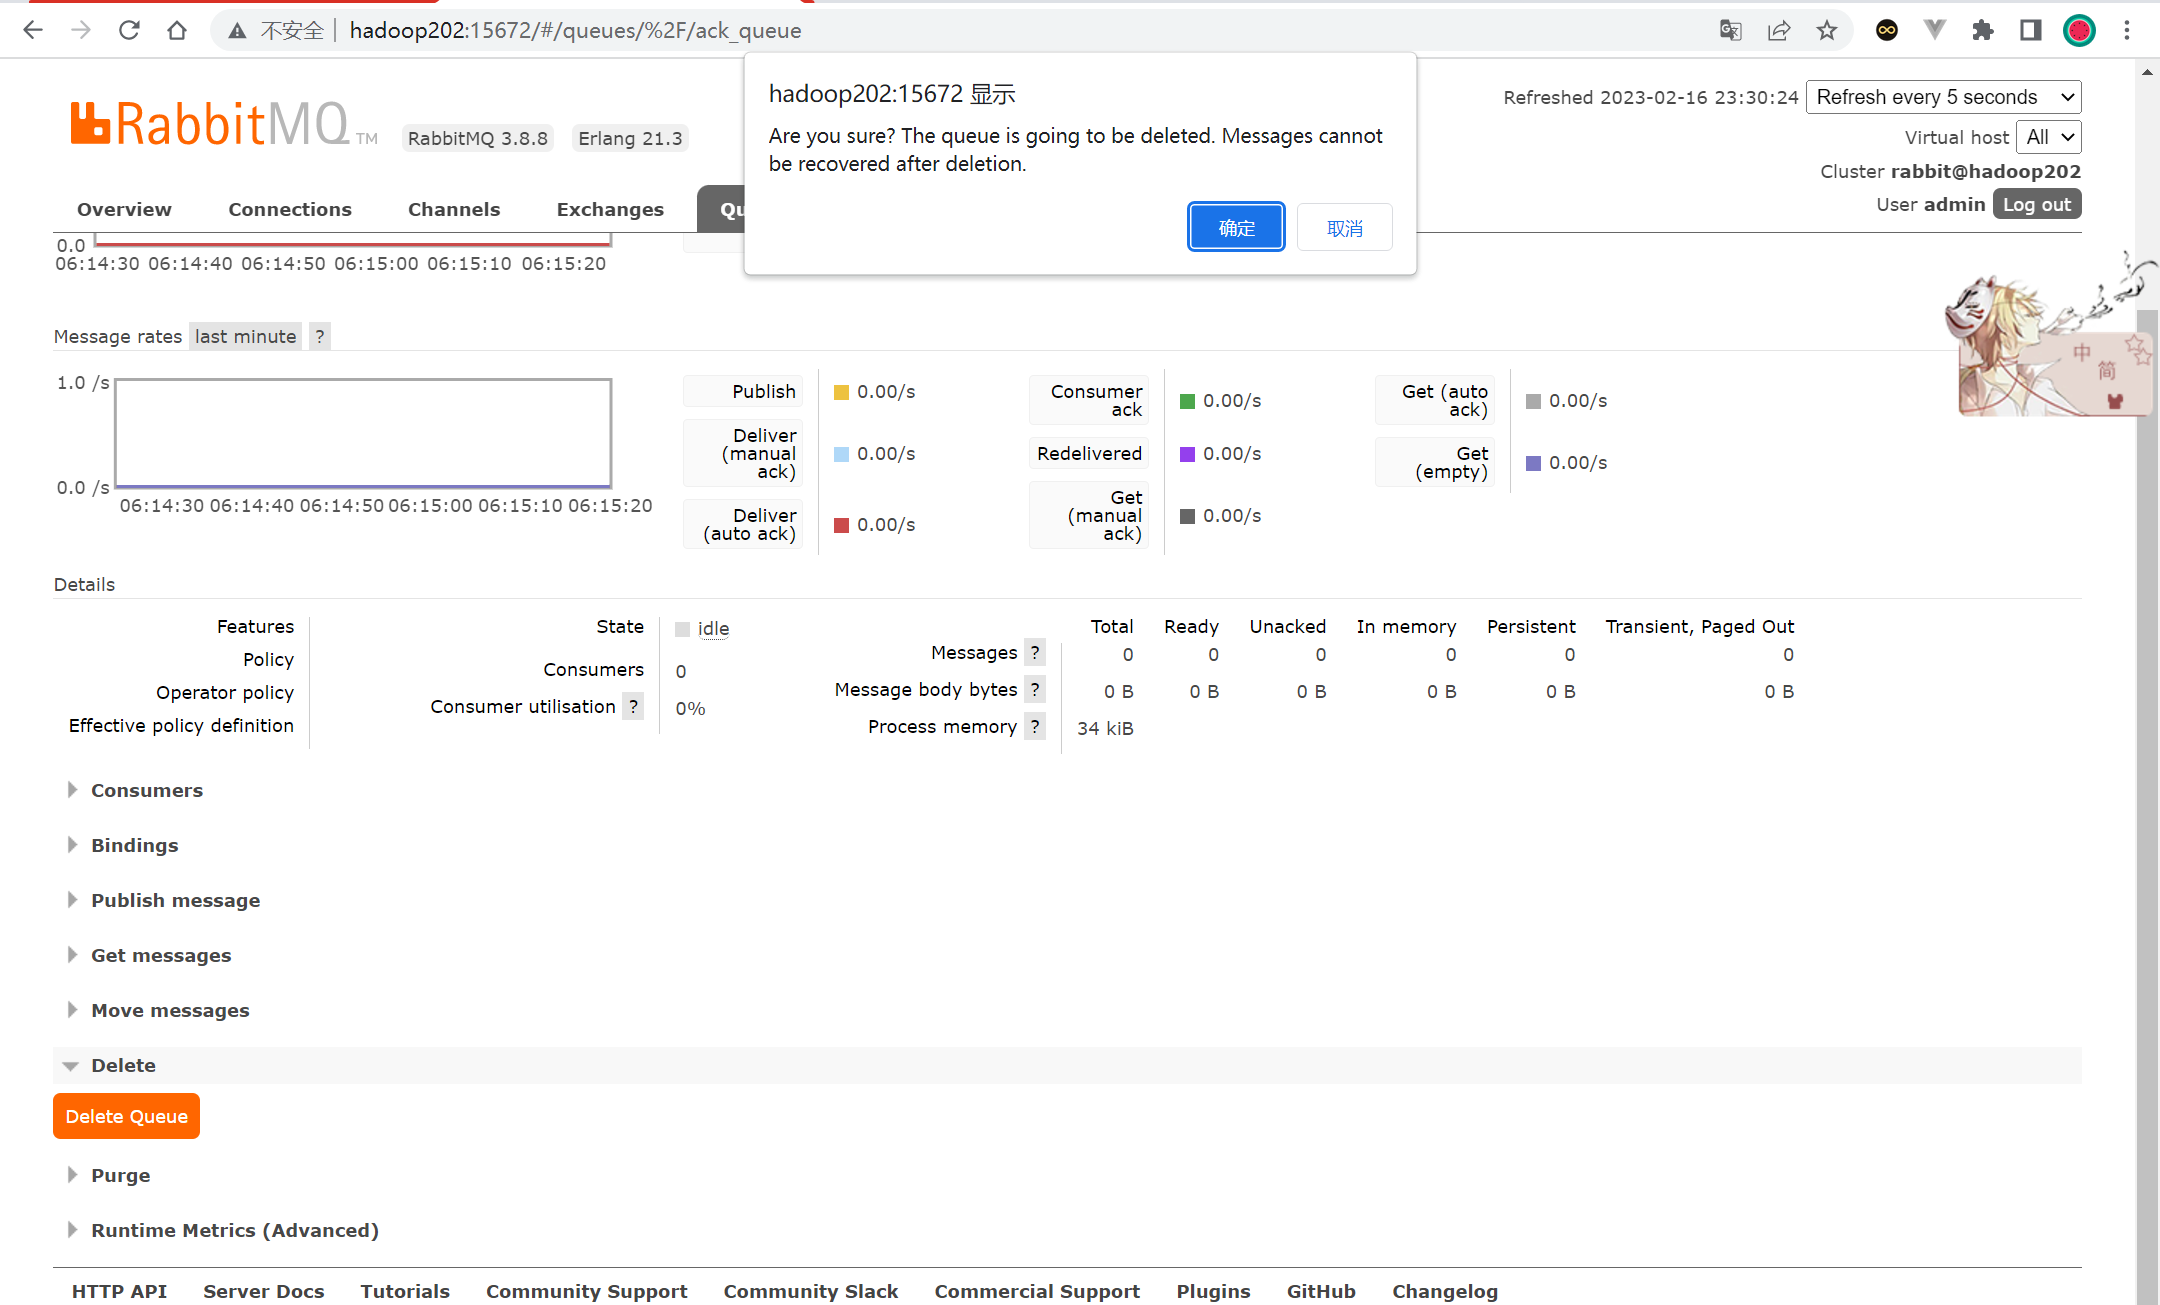 不安全 hadoop202:15672/#/queues/%2F/ack_queue
hadoop202:15672 显示
Are you sure? The queue is going to be deleted. Messages cannot
be recovered after deletion.
确定 取消
RabbitMQ TM RabbitMQ 3.8.8 Erlang 21.3
Refreshed 2023-02-16 23:30:24 Refresh every 5 seconds
Virtual host All
Cluster rabbit@hadoop202
User admin Log out
Overview Connections Channels Exchanges Qu
0.0
06:14:30 06:14:40 06:14:50 06:15:00 06:15:10 06:15:20
中
简
Message rates last minute ?
1.0 /s
0.0 /s
06:14:30 06:14:40 06:14:50 06:15:00 06:15:10 06:15:20
Publish 0.00/s
Deliver
(manual
ack) 0.00/s
Deliver
(auto ack) 0.00/s
Consumer
ack 0.00/s
Redelivered 0.00/s
Get
(manual
ack) 0.00/s
Get (auto
ack) 0.00/s
Get
(empty) 0.00/s
Details
Features
Policy
Operator policy
Effective policy definition
State idle
Consumers 0
Consumer utilisation ? 0%
Total Ready Unacked In memory Persistent Transient, Paged Out
Messages ? 0 0 0 0 0 0
Message body bytes ? 0 B 0 B 0 B 0 B 0 B 0 B
Process memory ? 34 kiB
Consumers
Bindings
Publish message
Get messages
Move messages
Delete
Delete Queue
Purge
Runtime Metrics (Advanced)
HTTP API Server Docs Tutorials Community Support Community Slack Commercial Support Plugins GitHub Changelog